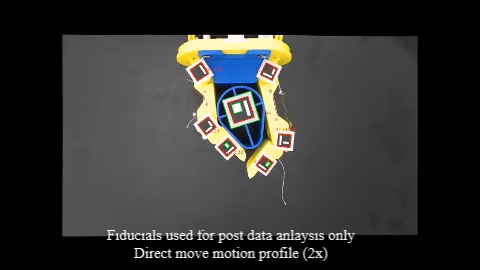 Fiducials used for post data anlaysis only
Direct move motion profile (2x)